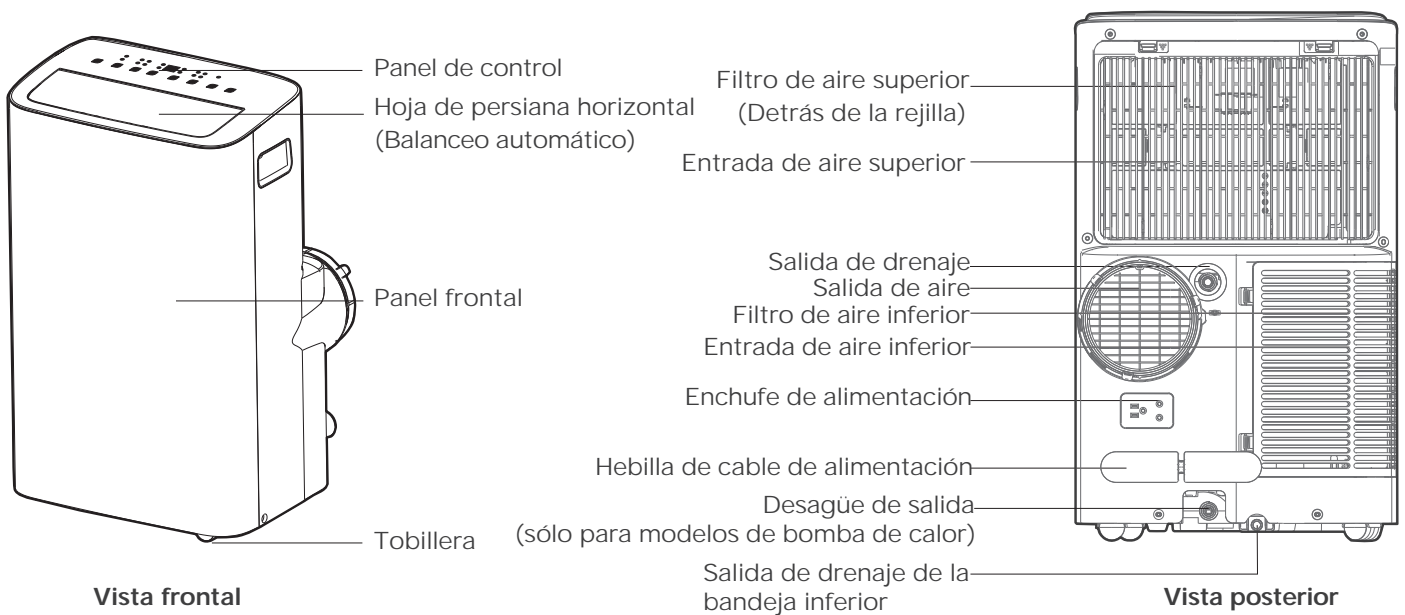 Panel de control
Hoja de persiana horizontal
(Balanceo automático)
Panel frontal
Tobillera
Vista frontal
Filtro de aire superior
(Detrás de la rejilla)
Entrada de aire superior
Salida de drenaje
Salida de aire
Filtro de aire inferior
Entrada de aire inferior
Enchufe de alimentación
Hebilla de cable de alimentación
Desagüe de salida
(sólo para modelos de bomba de calor)
Salida de drenaje de la
bandeja inferior
Vista posterior